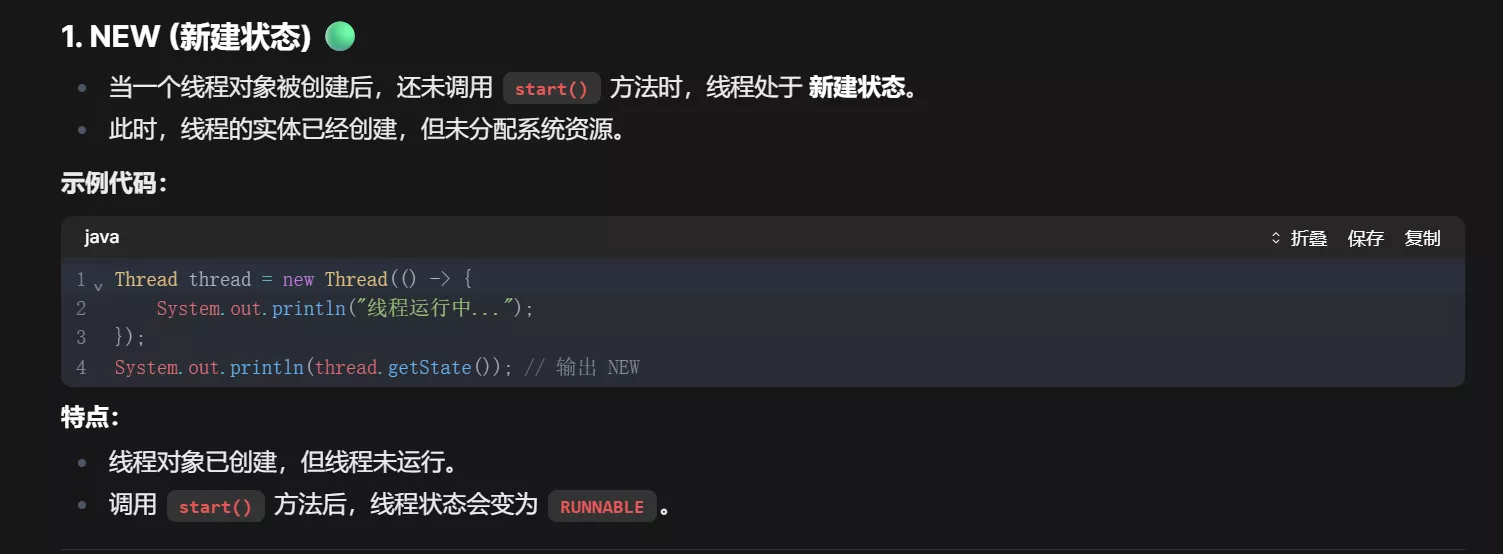 1. NEW (新建状态)
当一个线程对象被创建后，还未调用 start() 方法时，线程处于 新建状态。
此时，线程的实体已经创建，但未分配系统资源。
示例代码：
java 折叠 保存 复制
1 Thread thread = new Thread(() -> {
2 System.out.println("线程运行中...");
3 });
4 System.out.println(thread.getState()); // 输出 NEW
特点：
线程对象已创建，但线程未运行。
调用 start() 方法后，线程状态会变为 RUNNABLE 。